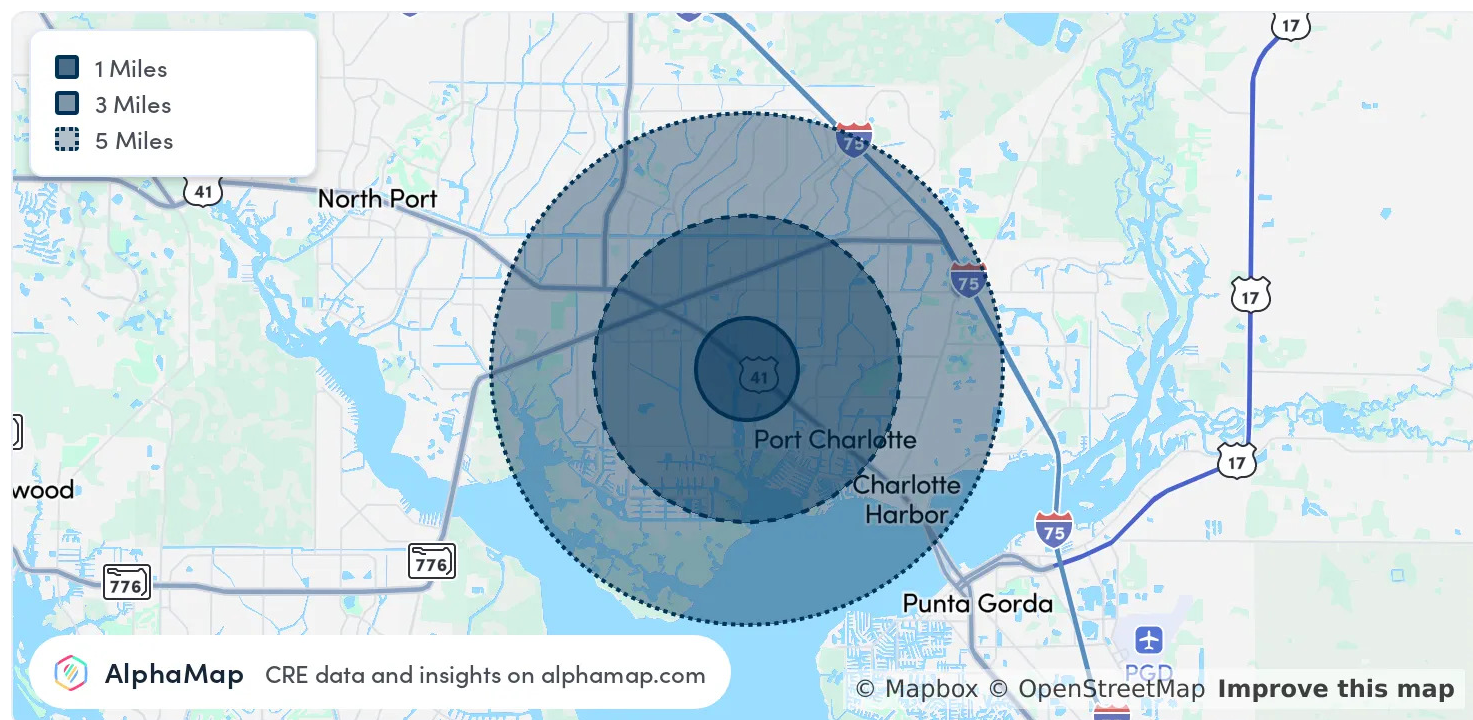 17
1 Miles
3 Miles
5 Miles
75
41
North Port
75
17
41
Port Charlotte
17
Charlotte
Harbor
wood
75
776
776
Punta Gorda
PGD
AlphaMap CRE data and insights on alphamap.com
© Mapbox © OpenStreetMap Improve this map